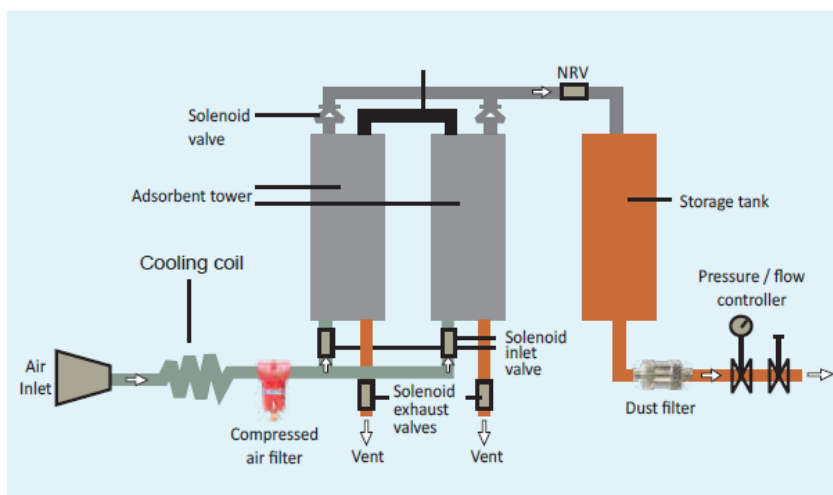 NRV
Solenoid
valve
Adsorbent tower
Storage tank
Cooling coil
Pressure / flow
controller
Solenoid
inlet
valve
Air
Inlet
Solenoid
exhaust
valves
Dust filter
Compressed
air filter
Vent
Vent